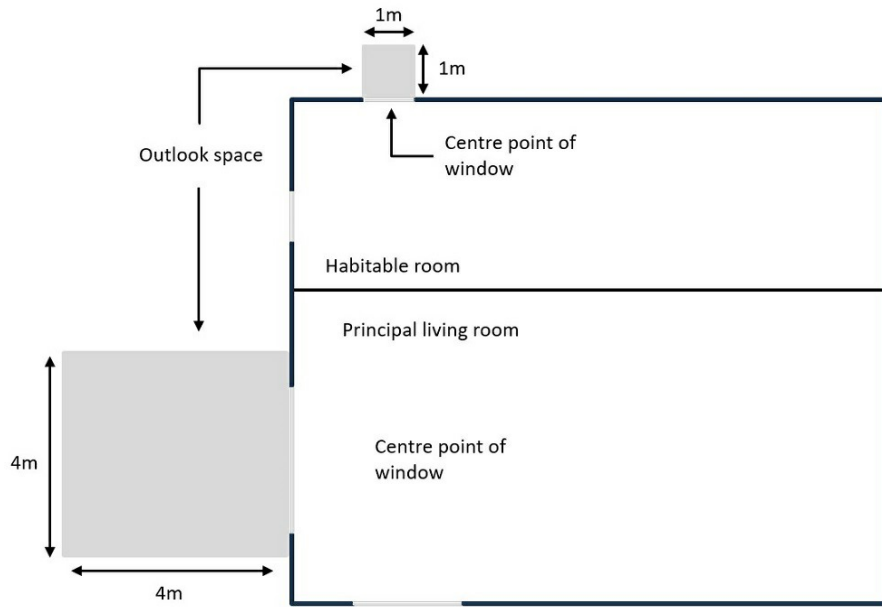 1m
1m
Centre point of
window
Outlook space
Habitable room
Principal living room
Centre point of
window
4m
4m